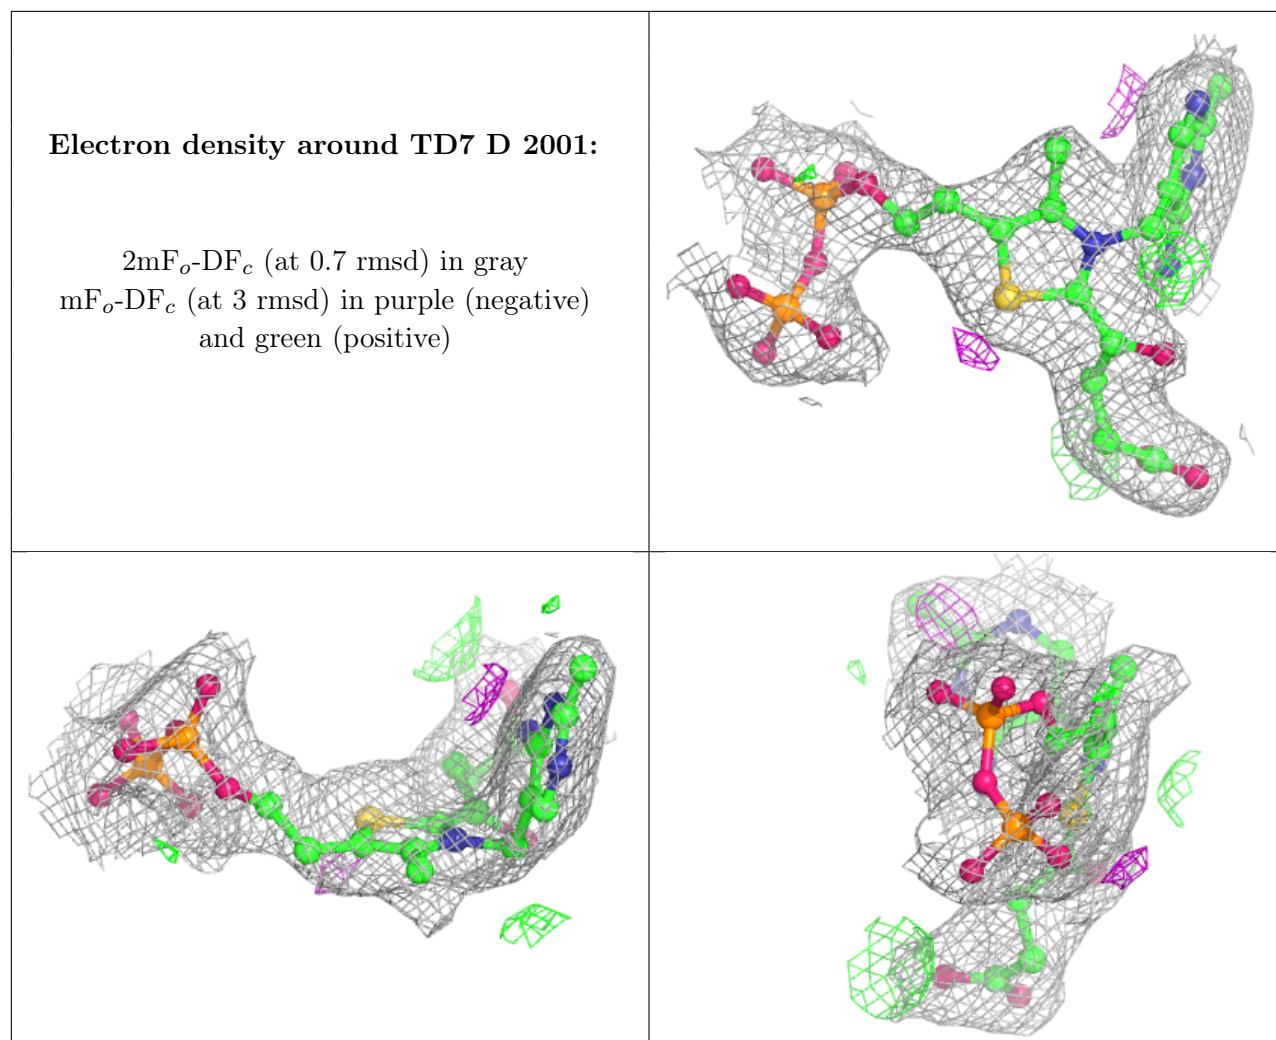 Electron density around TD7 D 2001:
2mFo-DFc (at 0.7 rmsd) in gray
mFo-DFc (at 3 rmsd) in purple (negative)
and green (positive)